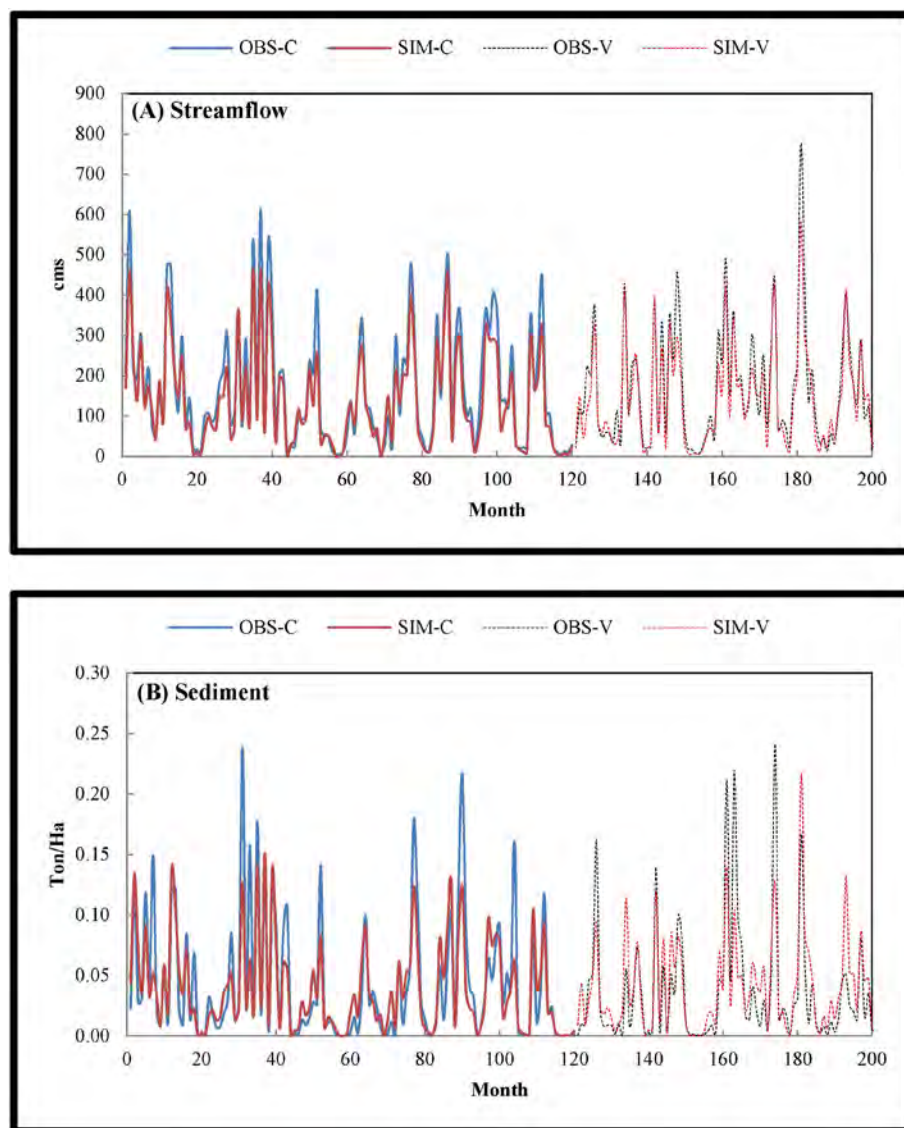 OBS-C SIM-C OBS-V SIM-V
(A) Streamflow
900
800
700
600
500
400
300
200
100
0
cms
0 20 40 60 80 100 120 140 160 180 200
Month
OBS-C SIM-C OBS-V SIM-V
(B) Sediment
0.30
0.25
0.20
0.15
0.10
0.05
0.00
Ton/Ha
0 20 40 60 80 100 120 140 160 180 200
Month